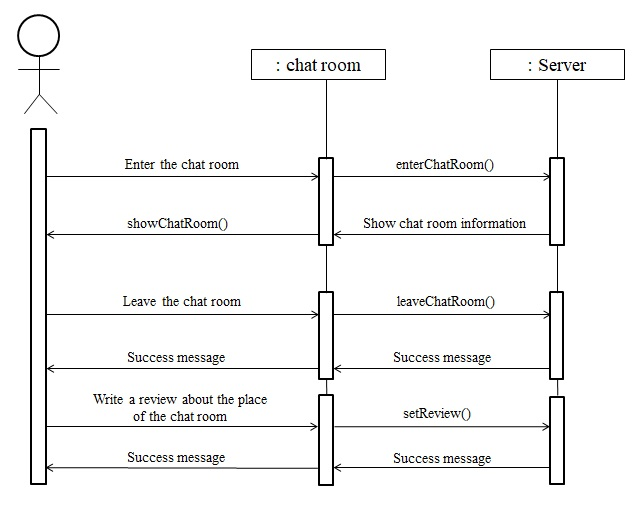 : chat room
: Server
Enter the chat room
enterChatRoom()
showChatRoom()
Show chat room information
Leave the chat room
leaveChatRoom()
Success message
Success message
Write a review about the place
of the chat room
setReview()
Success message
Success message